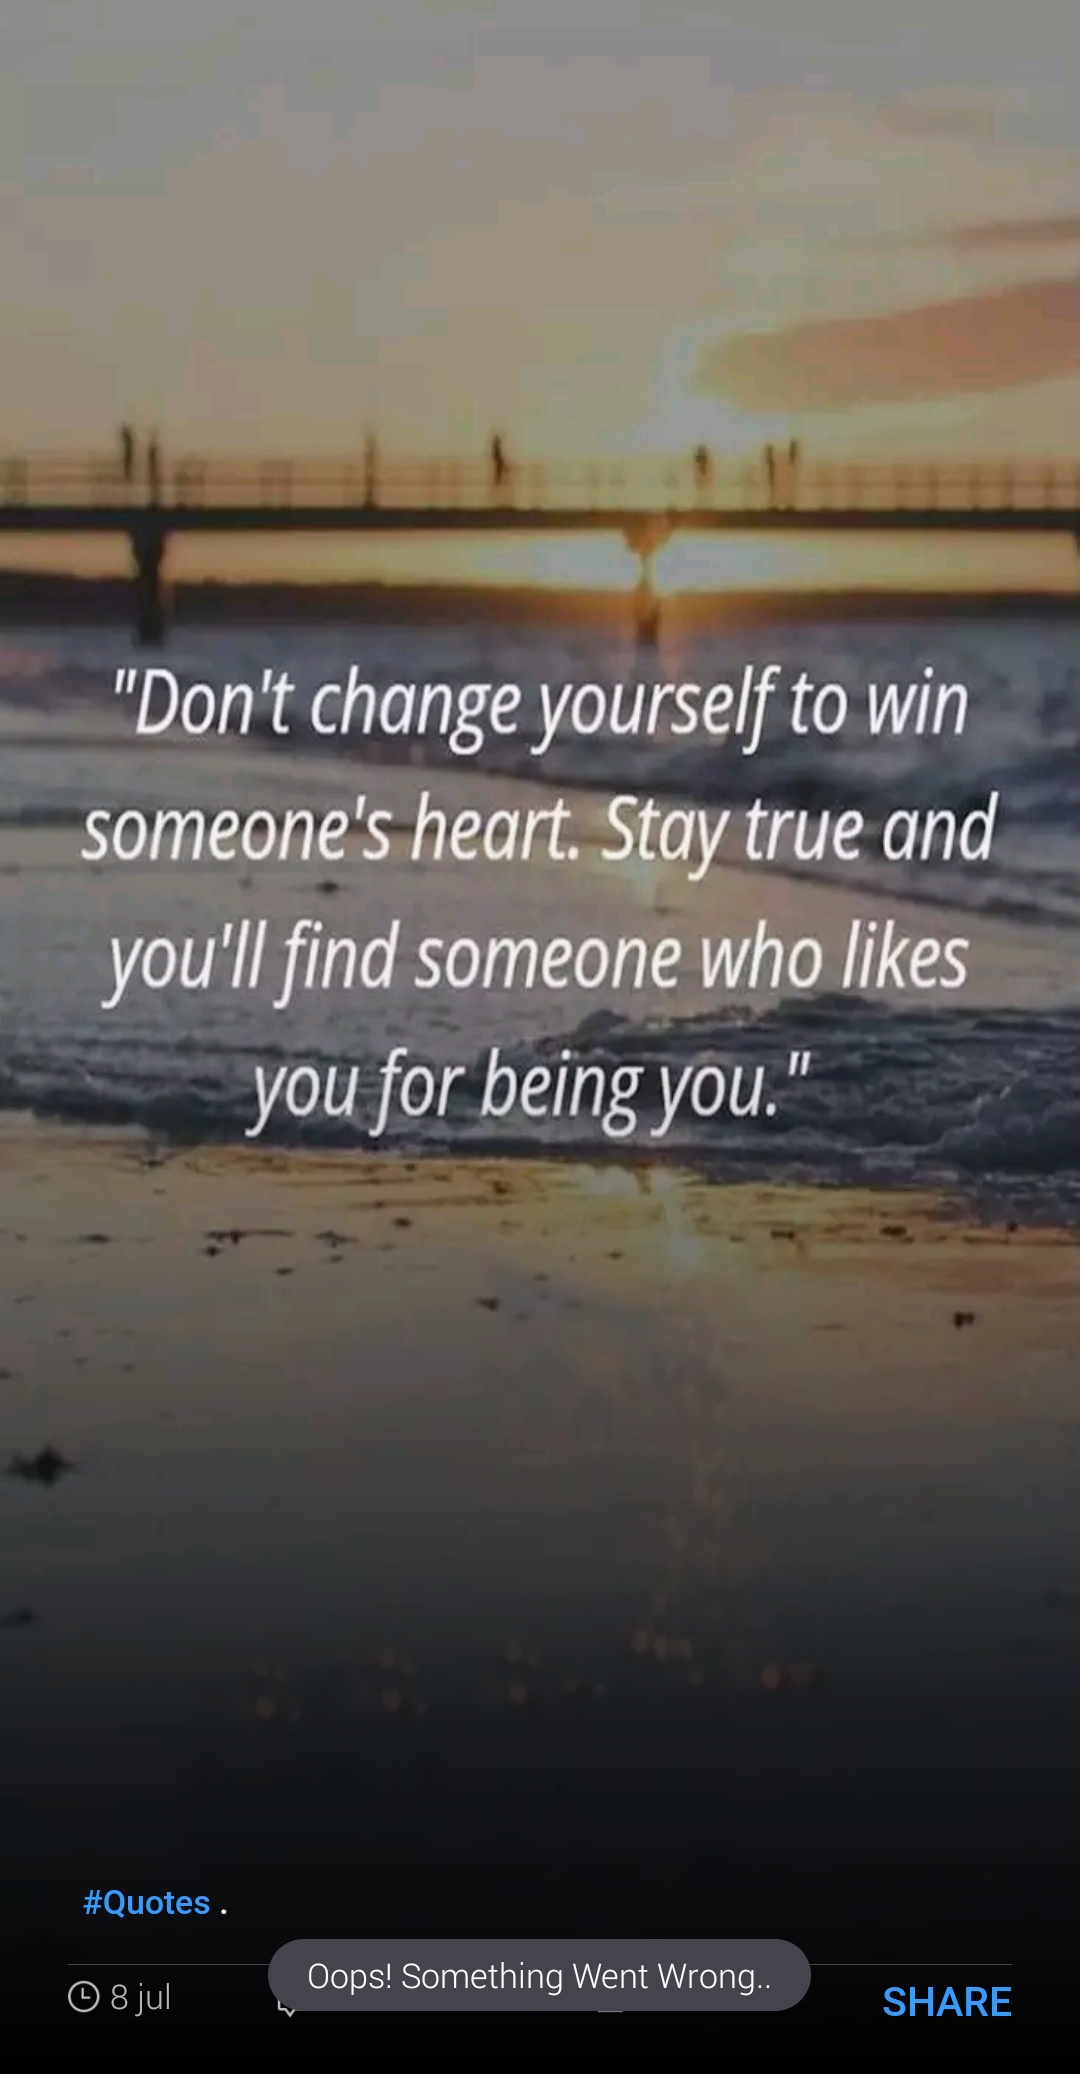 "Don't change yourself to win
someone's heart. Stay true and
you'll find someone who likes
you for being you."
#Quotes .
Oops! Something Went Wrong..
8 jul
SHARE